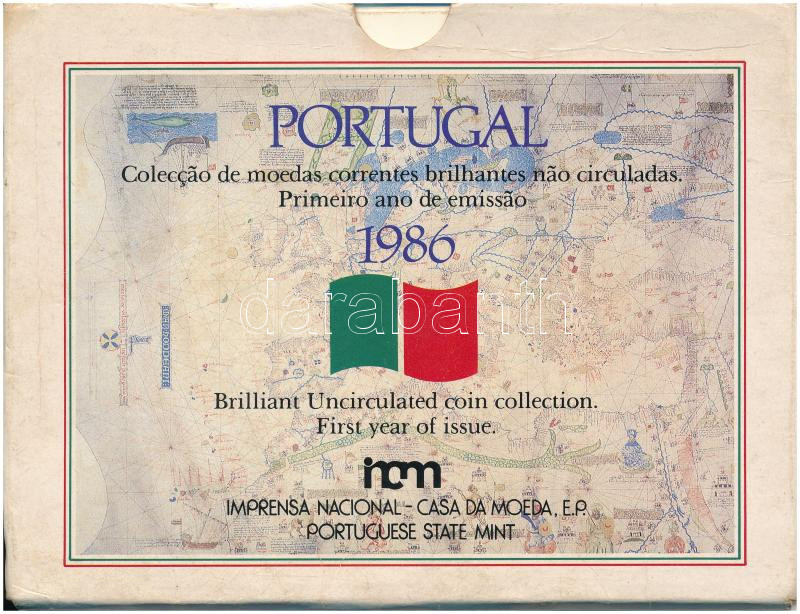 PORTUGAL
Colecção de moedas correntes brilhantes não circuladas.
Primeiro ano de emissão
1986
darabanth
Brilliant Uncirculated coin collection.
First year of issue.
incm
IMPRENSA NACIONAL - CASA DA MOEDA, E.P.
PORTUGUESE STATE MINT